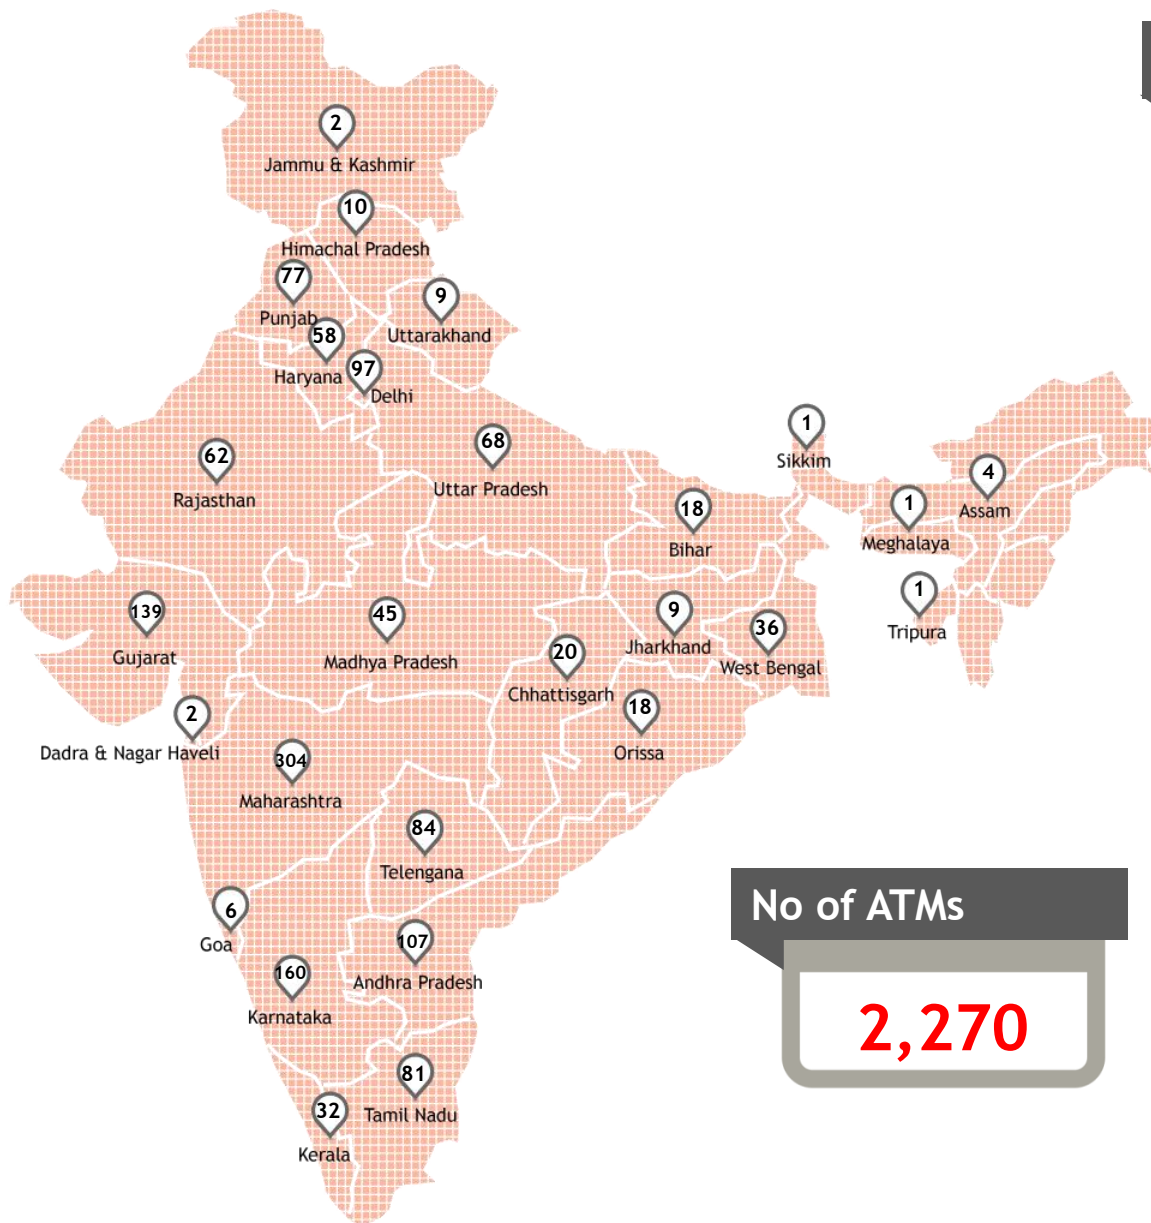 2
Jammu & Kashmir
10
Himachal Pradesh
77
Punjab
9
Uttarakhand
58
Haryana
97
Delhi
62
Rajasthan
68
Uttar Pradesh
1
Sikkim
4
Assam
1
Meghalaya
18
Bihar
1
Tripura
139
Gujarat
45
Madhya Pradesh
9
Jharkhand
36
West Bengal
20
Chhattisgarh
18
Orissa
2
Dadra & Nagar Haveli
304
Maharashtra
84
Telengana
6
Goa
107
Andhra Pradesh
160
Karnataka
81
Tamil Nadu
32
Kerala
No of ATMs
2,270